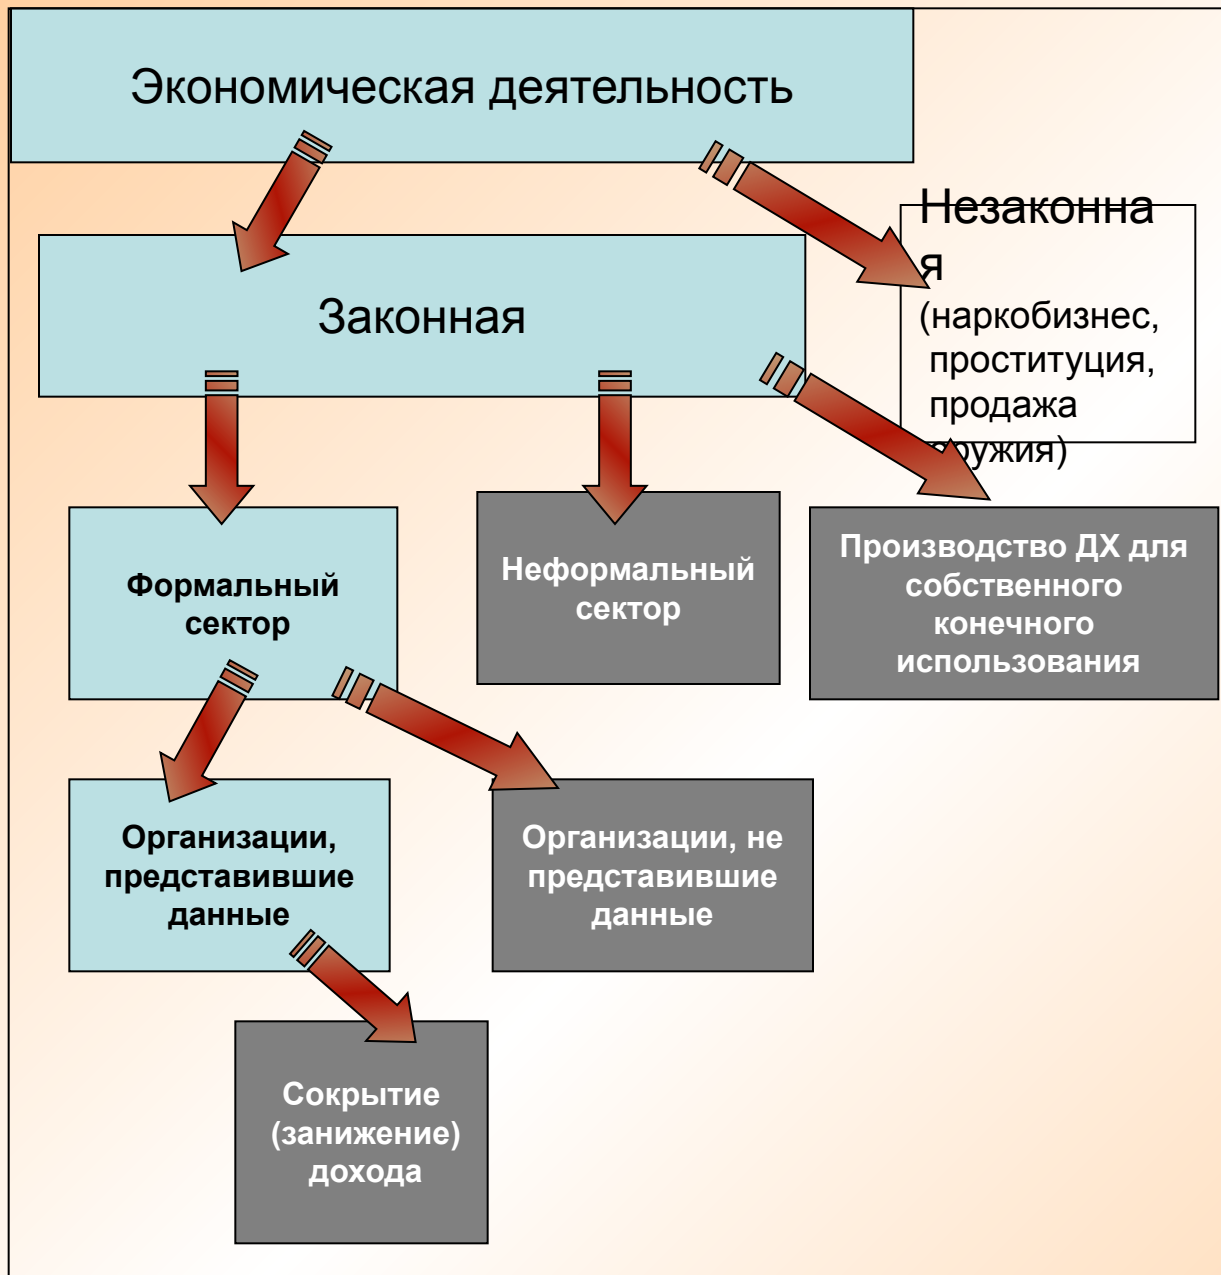 Экономическая деятельность
Незаконна
я
(наркобизнес,
проституция,
продажа
оружия)
Законная
Формальный
сектор
Неформальный
сектор
Производство ДХ для
собственного
конечного
использования
Организации,
представившие
данные
Организации, не
представившие
данные
Сокрытие
(занижение)
дохода